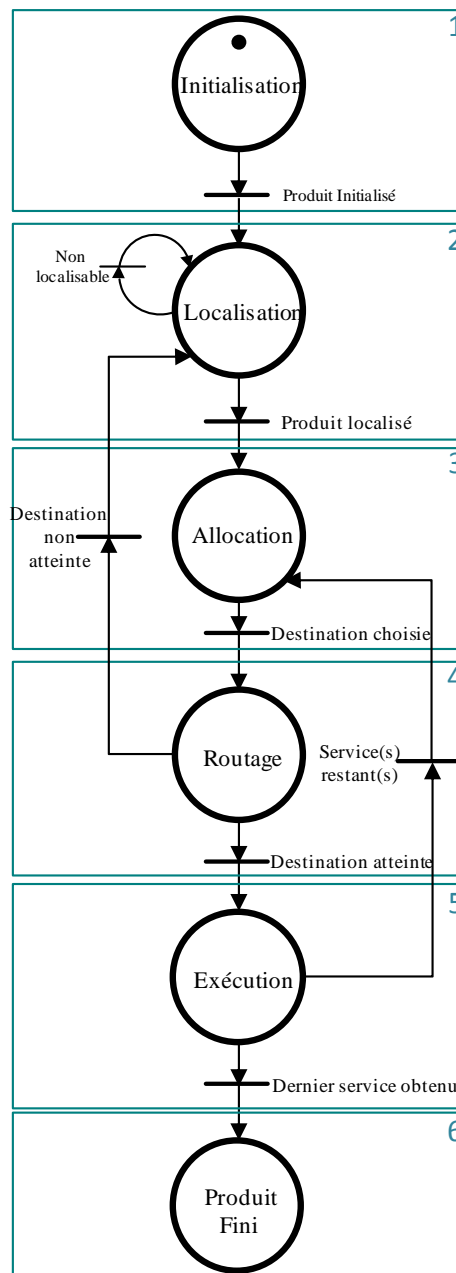 1
Initialisation
Produit Initialisé
2
Non
localisable
Localisation
Produit localisé
3
Destination
non
atteinte
Allocation
Destination choisie
4
Routage
Service(s)
restant(s)
Destination atteinte
5
Exécution
Dernier service obtenu
6
Produit
Fini